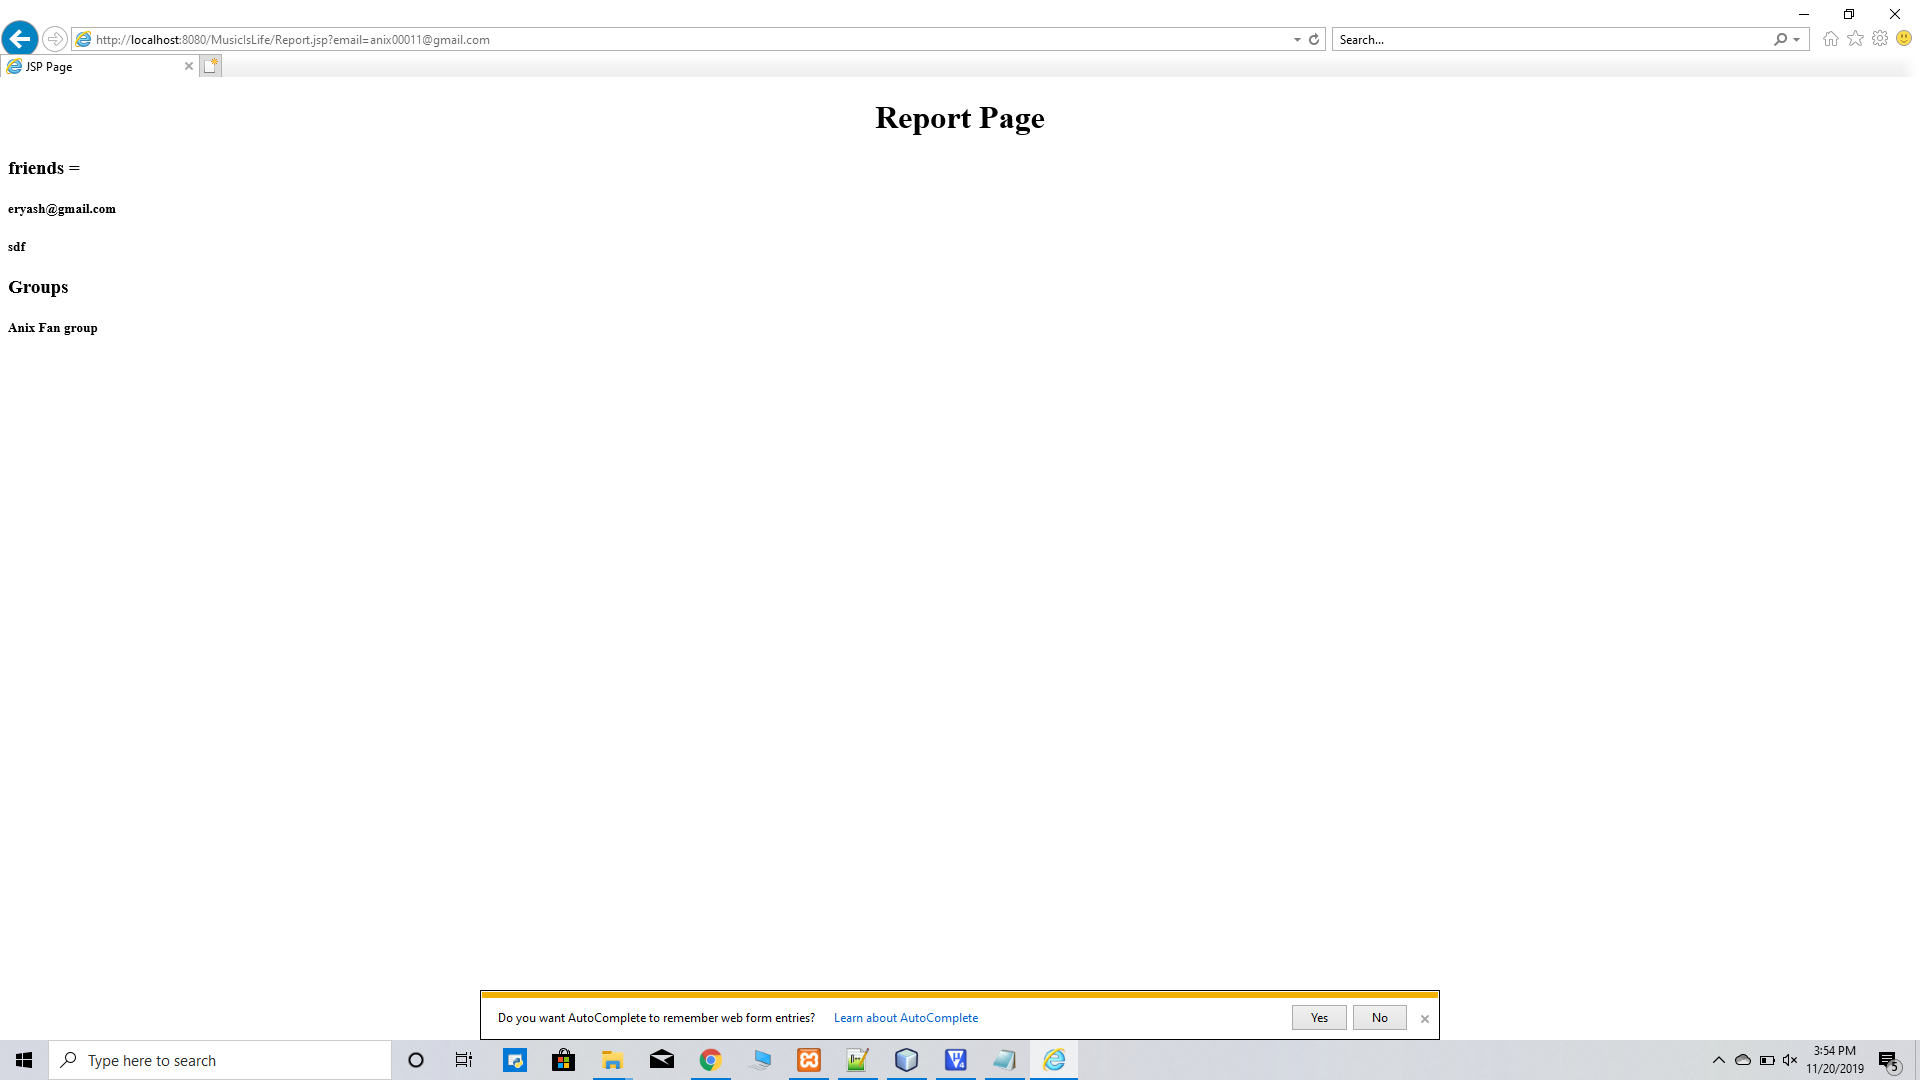 http://localhost:8080/MusicIsLife/Report.jsp?email=anix00011@gmail.com
Search...
JSP Page
Report Page
friends =
eryash@gmail.com
sdf
Groups
Anix Fan group
Do you want AutoComplete to remember web form entries? Learn about AutoComplete Yes No
Type here to search
3:54 PM
11/20/2019
5